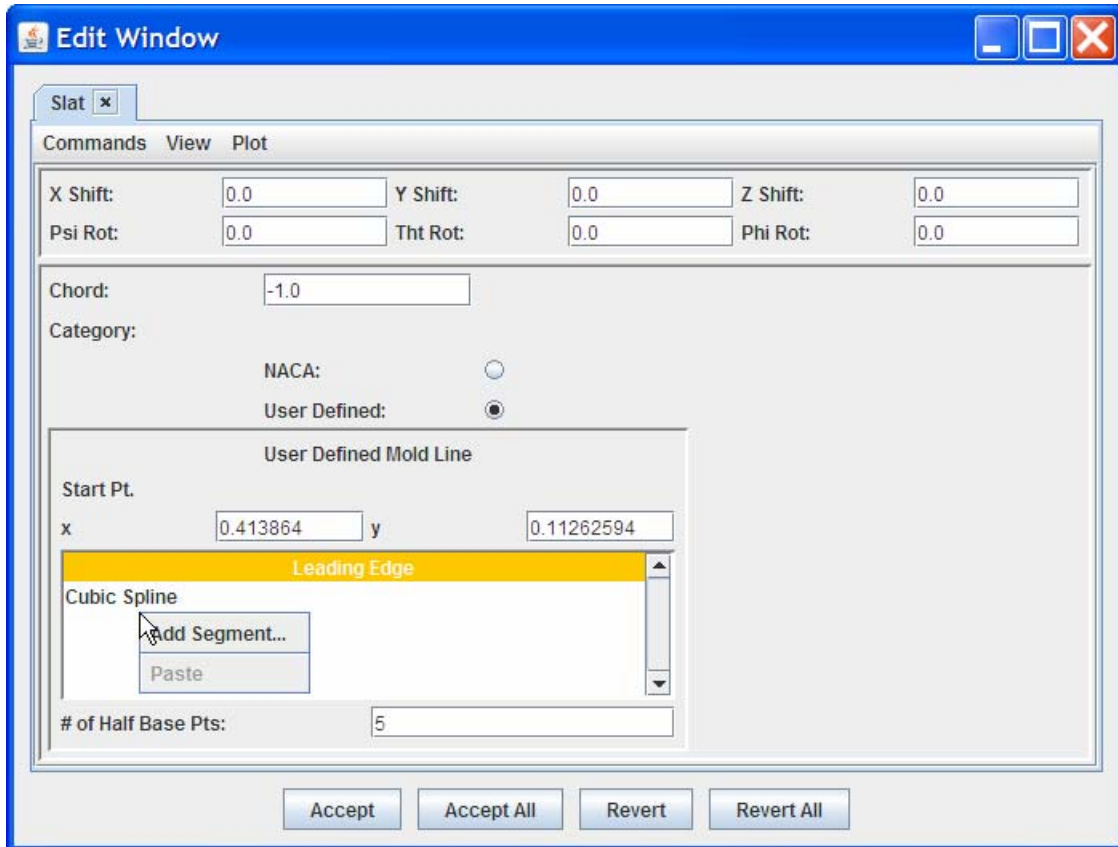 Edit Window
Slat
Commands View Plot
X Shift: 0.0 Y Shift: 0.0 Z Shift: 0.0
Psi Rot: 0.0 Tht Rot: 0.0 Phi Rot: 0.0
Chord: -1.0
Category:
NACA:
User Defined:
User Defined Mold Line
Start Pt.
x 0.413864 y 0.11262594
Leading Edge
Cubic Spline
Add Segment...
Paste
# of Half Base Pts: 5
Accept Accept All Revert Revert All